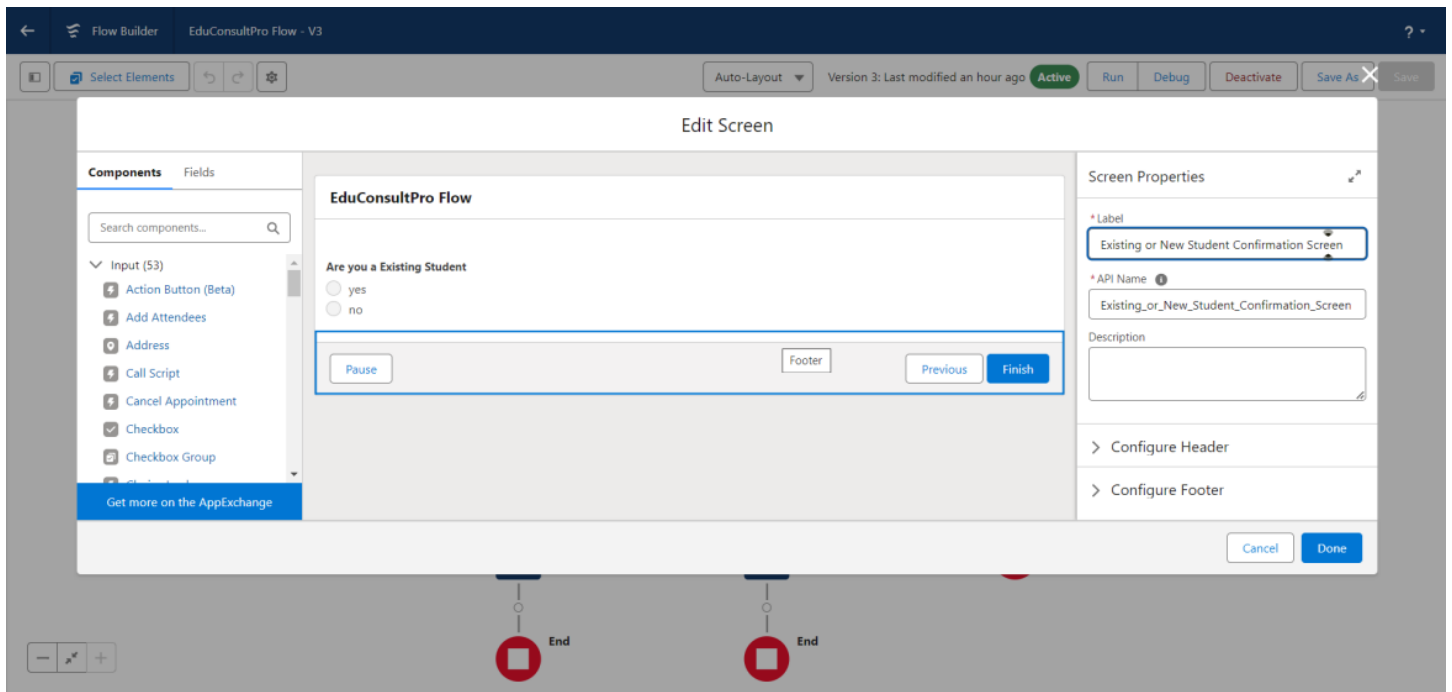 Flow Builder
EduConsultPro Flow - V3
?
Select Elements
Auto-Layout
Version 3: Last modified an hour ago
Active
Run
Debug
Deactivate
Save As
Save
Edit Screen
Components
Fields
Search components...
Input (53)
Action Button (Beta)
Add Attendees
Address
Call Script
Cancel Appointment
Checkbox
Checkbox Group
Get more on the AppExchange
EduConsultPro Flow
Are you a Existing Student
yes
no
Pause
Footer
Previous
Finish
Screen Properties
* Label
Existing or New Student Confirmation Screen
* API Name
Existing_or_New_Student_Confirmation_Screen
Description
Configure Header
Configure Footer
Cancel
Done
End
End